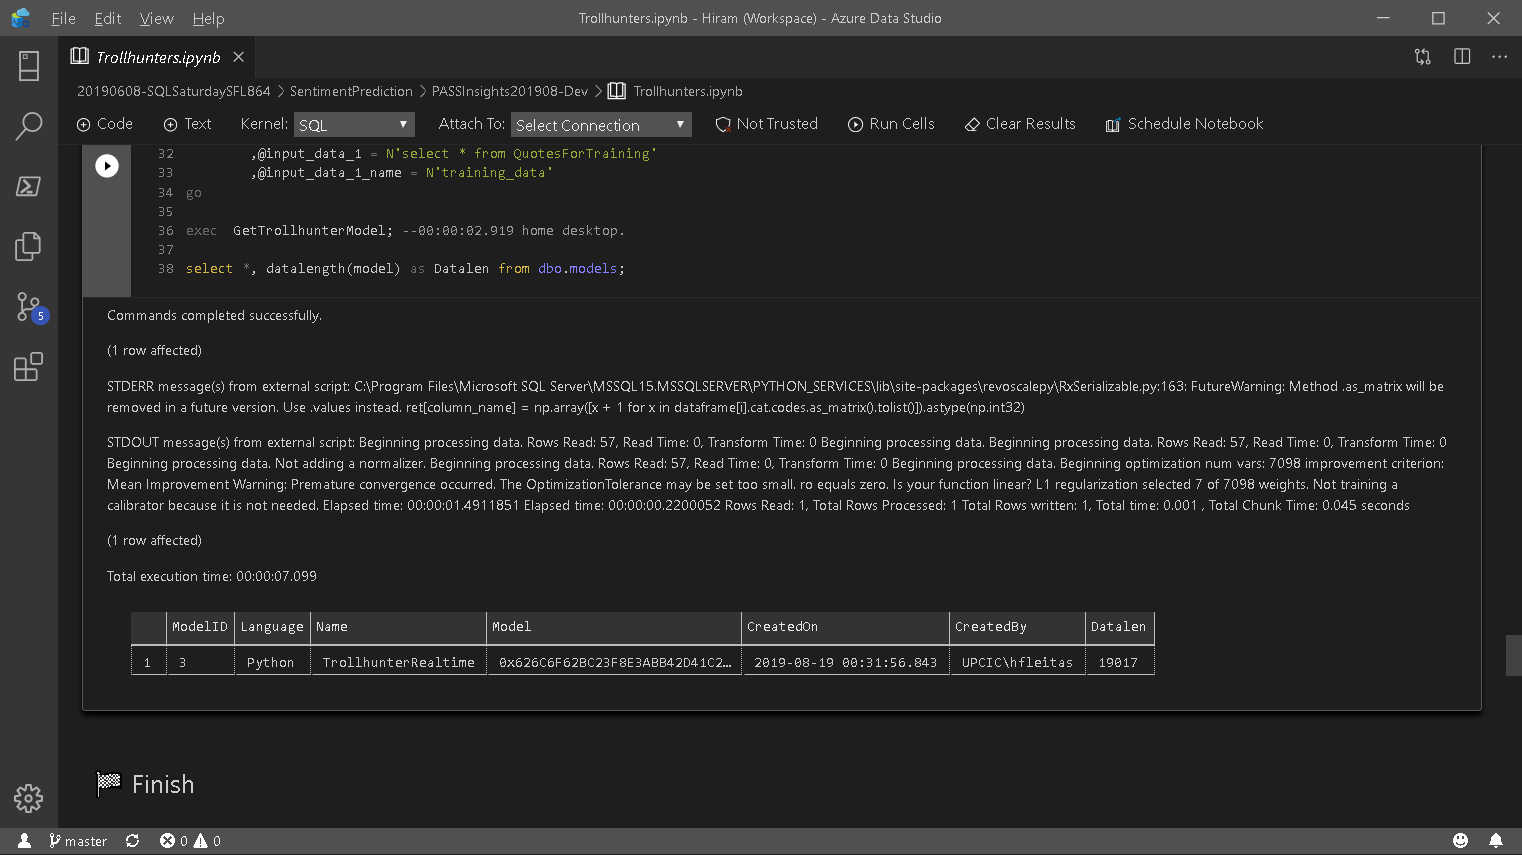 File Edit View Help
Trollhunters.ipynb - Hiram (Workspace) - Azure Data Studio
Trollhunters.ipynb
20190608-SQLSaturdaySFL864 > SentimentPrediction > PASSInsights201908-Dev > Trollhunters.ipynb
Code Text Kernel: SQL Attach To: Select Connection Not Trusted Run Cells Clear Results Schedule Notebook
32 ,@input_data_1 = N'select * from QuotesForTraining'
33 ,@input_data_1_name = N'training_data'
34 go
35
36 exec GetTrollhunterModel; --00:00:02.919 home desktop.
37
38 select *, datalength(model) as Datalen from dbo.models;
Commands completed successfully.
(1 row affected)
STDERR message(s) from external script: C:\Program Files\Microsoft SQL Server\MSSQL15.MSSQLSERVER\PYTHON_SERVICES\lib\site-packages\revoscalepy\RxSerializable.py:163: FutureWarning: Method .as_matrix will be
removed in a future version. Use .values instead. ret[column_name] = np.array([x + 1 for x in dataframe[i].cat.codes.as_matrix().tolist()]).astype(np.int32)
STDOUT message(s) from external script: Beginning processing data. Rows Read: 57, Read Time: 0, Transform Time: 0 Beginning processing data. Beginning processing data. Rows Read: 57, Read Time: 0, Transform Time: 0
Beginning processing data. Not adding a normalizer. Beginning processing data. Rows Read: 57, Read Time: 0, Transform Time: 0 Beginning processing data. Beginning optimization num vars: 7098 improvement criterion:
Mean Improvement Warning: Premature convergence occurred. The OptimizationTolerance may be set too small. ro equals zero. Is your function linear? L1 regularization selected 7 of 7098 weights. Not training a
calibrator because it is not needed. Elapsed time: 00:00:01.4911851 Elapsed time: 00:00:00.2200052 Rows Read: 1, Total Rows Processed: 1 Total Rows written: 1, Total time: 0.001 , Total Chunk Time: 0.045 seconds
(1 row affected)
Total execution time: 00:00:07.099
ModelID Language Name Model CreatedOn CreatedBy Datalen
1 3 Python TrollhunterRealtime 0x626C6F62BC23F8E3ABB42D41C2... 2019-08-19 00:31:56.843 UPCIC\hfleitas 19017
Finish
5
master 0 0